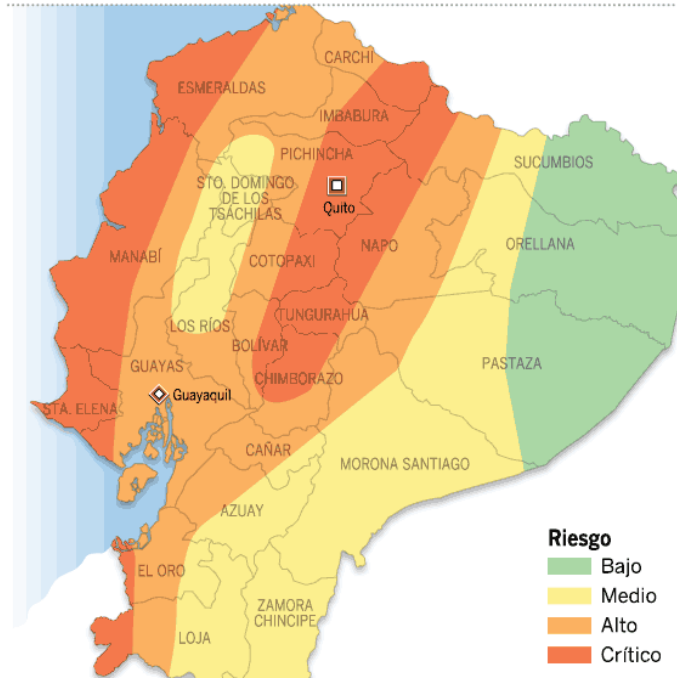 CARCHI
ESMERALDAS
IMBABURA
PICHINCHA
SUCUMBIOS
STO. DOMINGO
DE LOS
TSÁCHILAS
Quito
ORELLANA
NAPO
MANABÍ
COTOPAXI
TUNGURAHUA
LOS RÍOS
BOLÍVAR
GUAYAS
PASTAZA
CHIMBORAZO
Guayaquil
STA. ELENA
CAÑAR
MORONA SANTIAGO
AZUAY
EL ORO
ZAMORA
CHINCIPE
LOJA
Riesgo
Bajo
Medio
Alto
Crítico